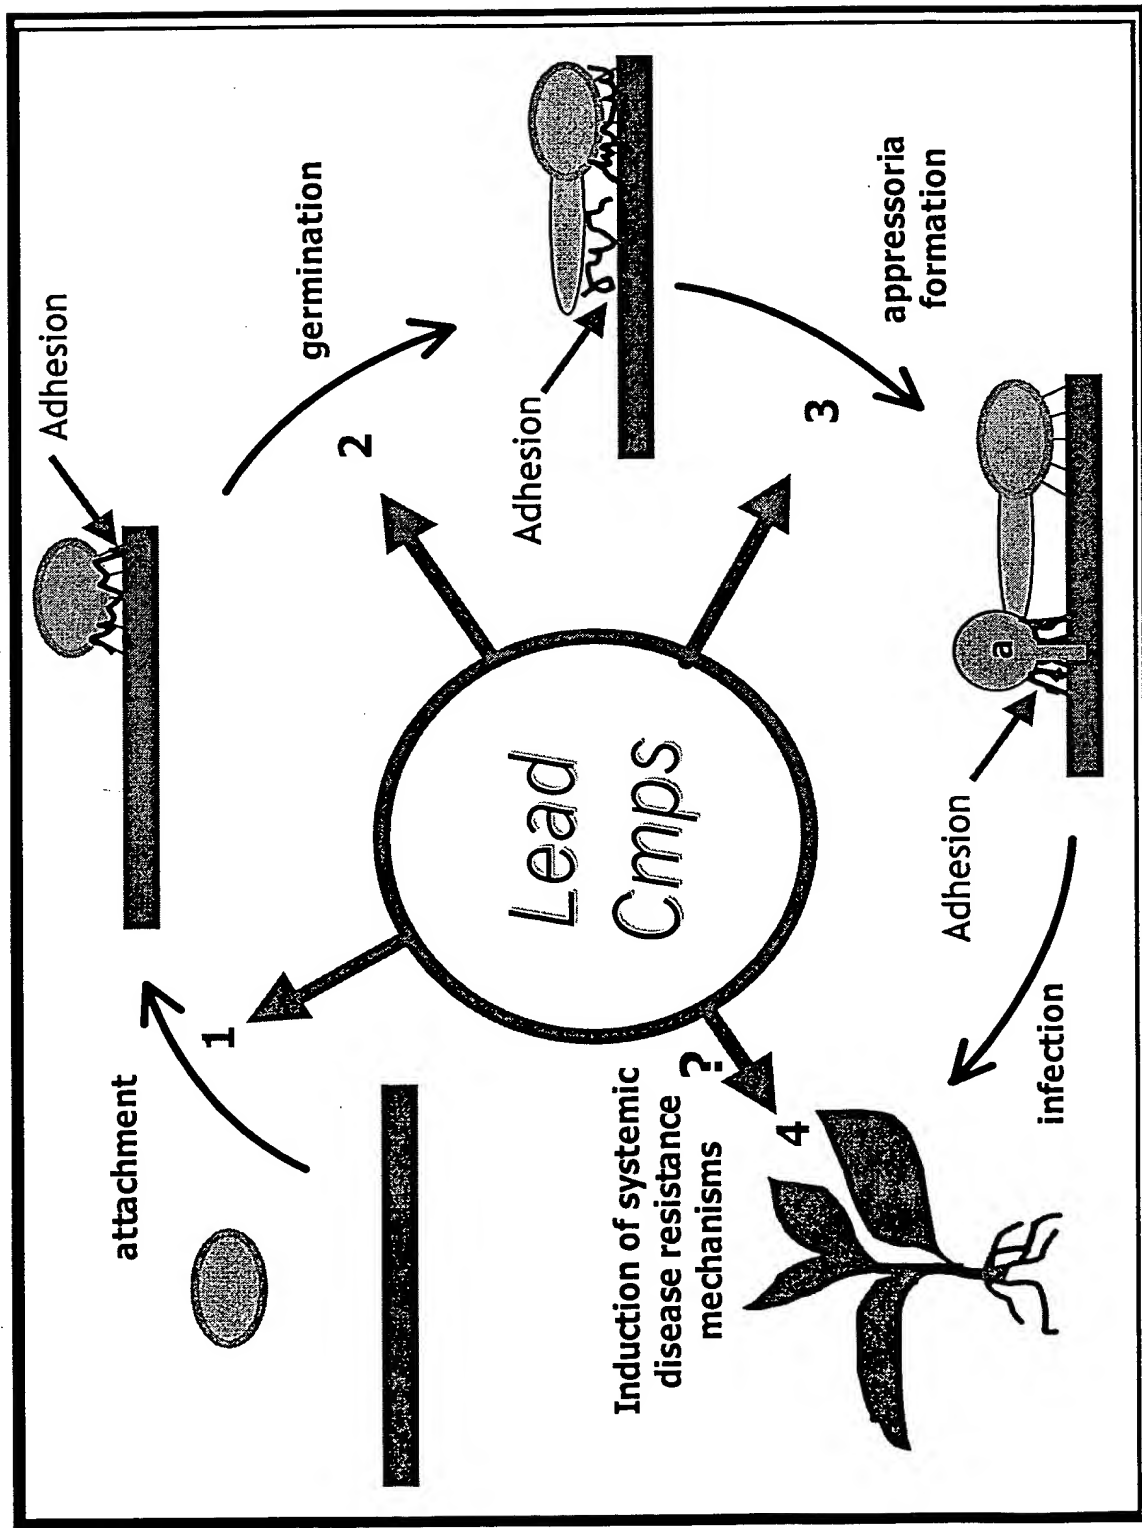 attachment
1
Adhesion
germination
2
Adhesion
3
appressoria
formation
a
Adhesion
infection
Lead
Cmps
?
4
Induction of systemic
disease resistance
mechanisms